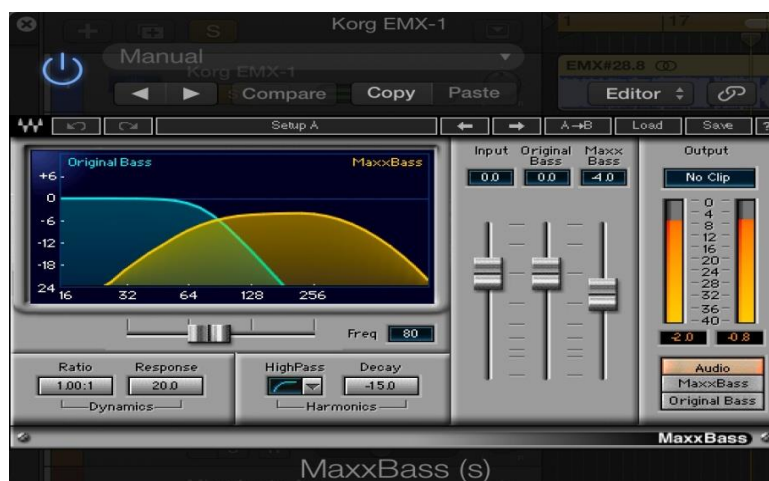 Korg EMX-1
1 17
S
Manual
Korg EMX-1
EMX#28.8
Compare Copy Paste Editor
Setup A A→B Load Save ?
Original Bass MaxxBass
+6
0
-6
-12
-18
24
16 32 64 128 256
Freq 80
Input Original Bass Maxx Bass
0.0 0.0 -4.0
Output
No Clip
0
4
8
12
16
20
24
28
32
36
40
-2.0 -0.8
Ratio Response HighPass Decay
1.00:1 20.0 -15.0
Dynamics Harmonics
Audio
MaxxBass
Original Bass
MaxxBass
MaxxBass (s)